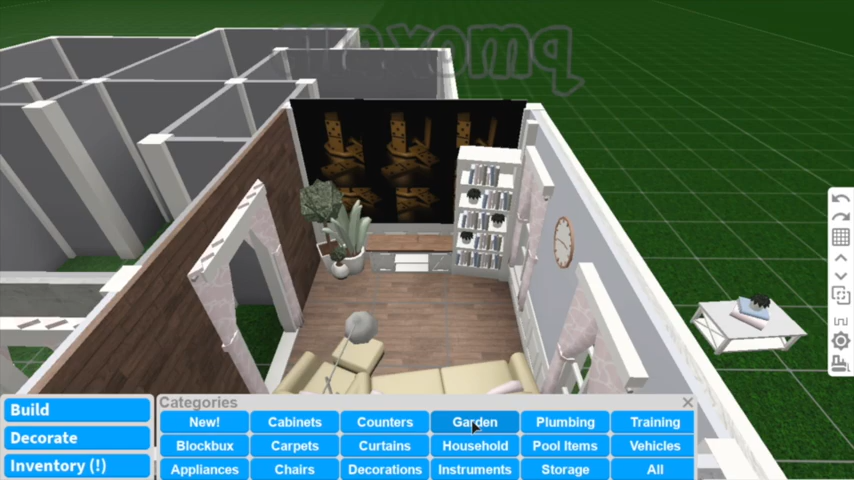 Build
Decorate
Inventory (!)
Categories
New! Cabinets Counters Garden Plumbing Training
Blockbux Carpets Curtains Household Pool Items Vehicles
Appliances Chairs Decorations Instruments Storage All